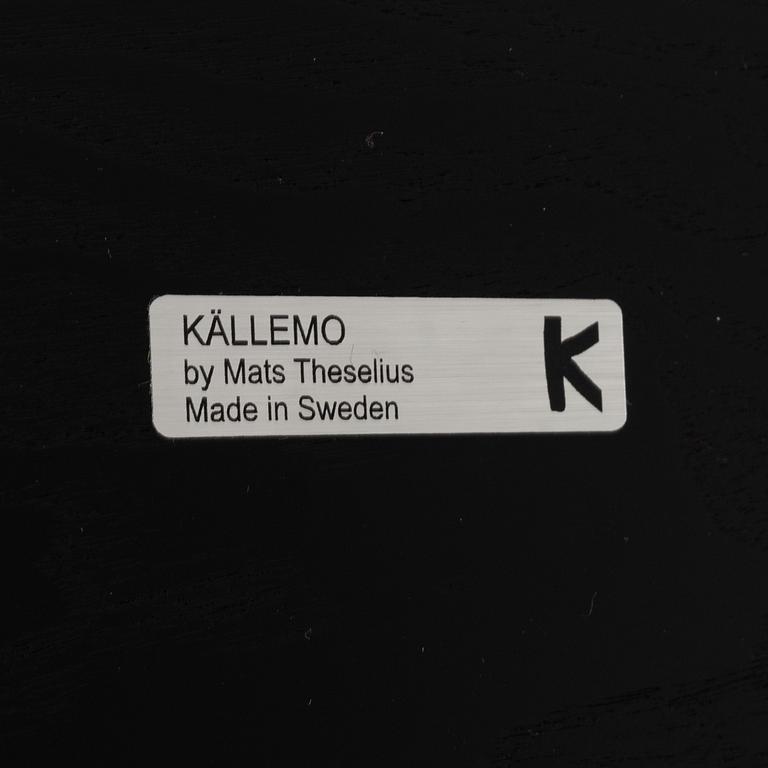 KÄLLEMO
by Mats Theselius
Made in Sweden
K